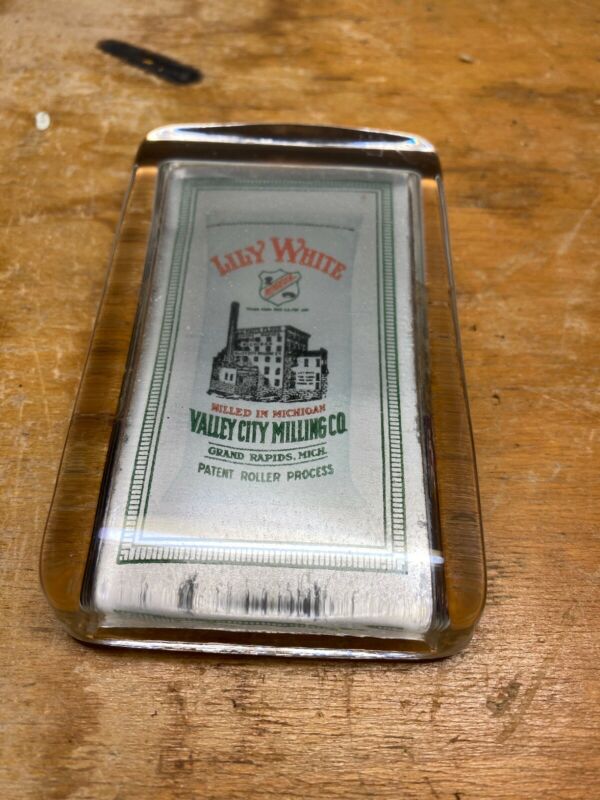 LILY WHITE
MILLED IN MICHIGAN
VALLEY CITY MILLING CO.
GRAND RAPIDS, MICH.
PATENT ROLLER PROCESS